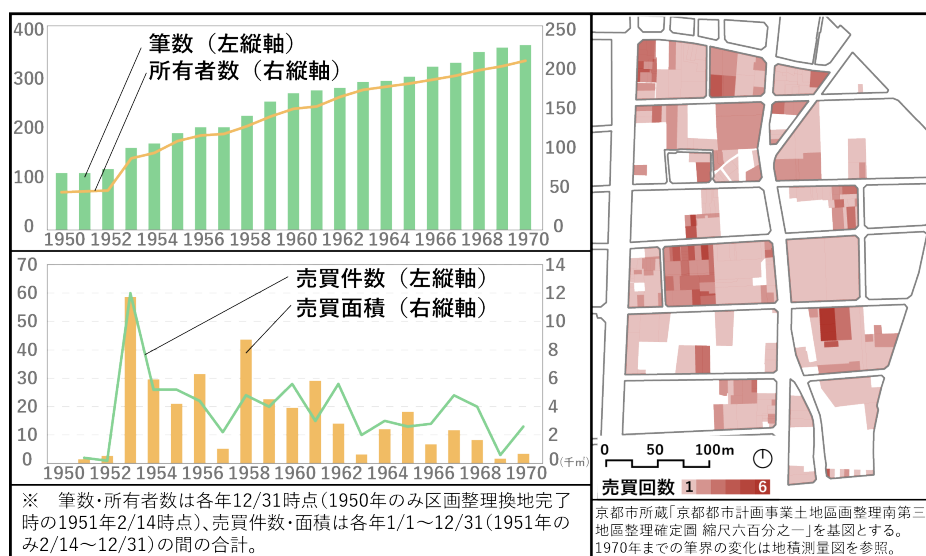 400
300
200
100
0
筆数（左縦軸）
所有者数（右縦軸）
250
200
150
100
50
0
1950 1952 1954 1956 1958 1960 1962 1964 1966 1968 1970
70
60
50
40
30
20
10
0
売買件数（左縦軸）
売買面積（右縦軸）
14
12
10
8
6
4
2
0
(千㎡)
1950 1952 1954 1956 1958 1960 1962 1964 1966 1968 1970
※　筆数・所有者数は各年12/31時点（1950年のみ区画整理換地完了
時の1951年2/14時点）、売買件数・面積は各年1/1～12/31（1951年の
み2/14～12/31）の間の合計。
0 50 100m
売買回数 1 6
京都市所蔵「京都都市計画事業土地區画整理南第三
地區整理確定圖 縮尺六百分之一」を基図とする。
1970年までの筆界の変化は地積測量図を参照。